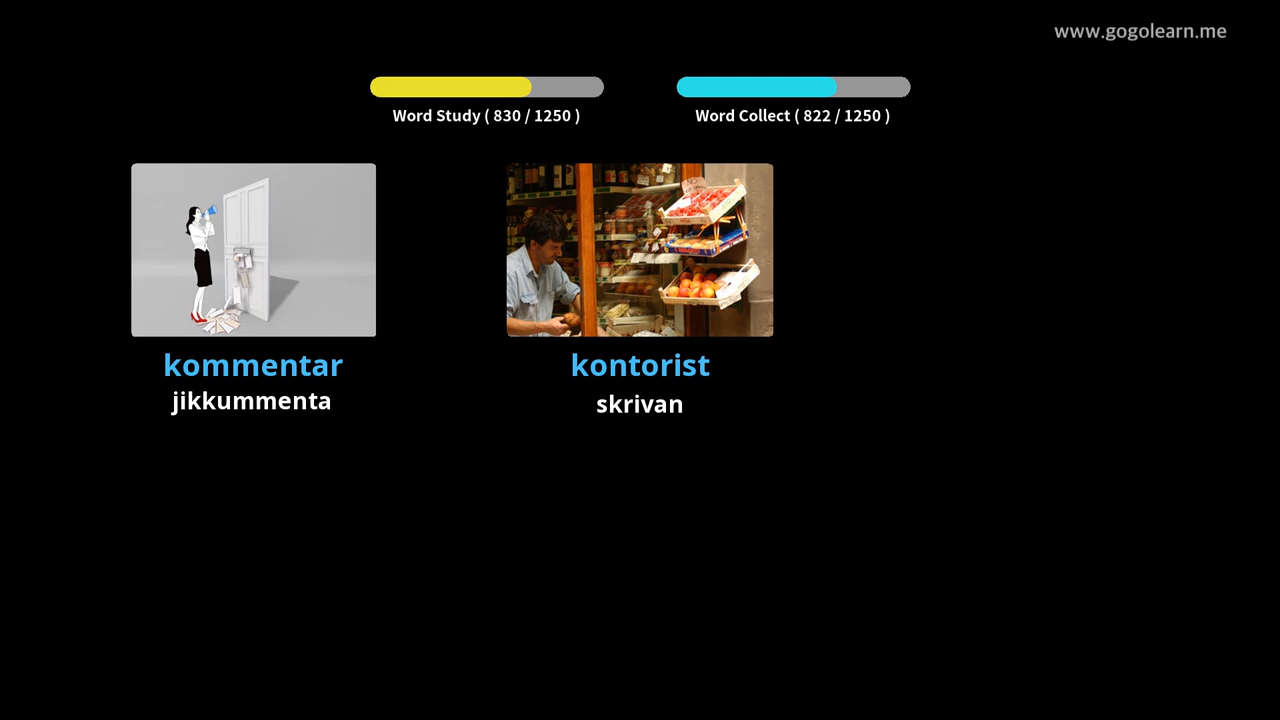 www.gogolearn.me
Word Study ( 830 / 1250 )
Word Collect ( 822 / 1250 )
kommentar
jikkummenta
kontorist
skrivan